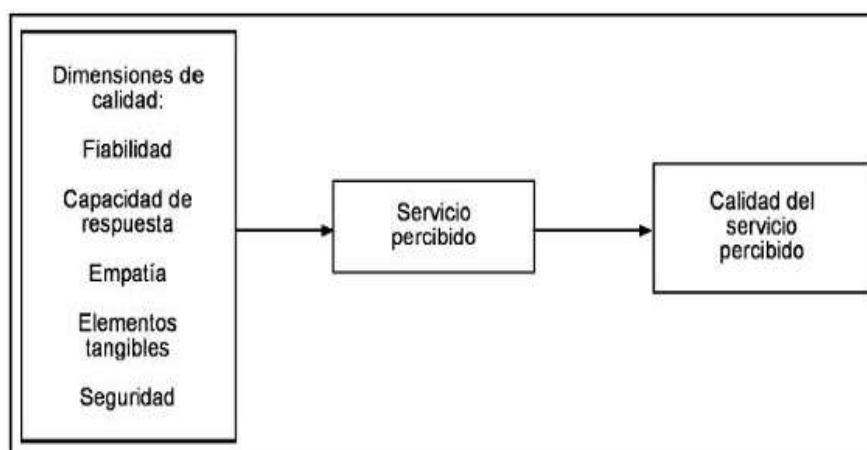 Dimensiones de
calidad:
Fiabilidad
Capacidad de
respuesta
Empatía
Elementos
tangibles
Seguridad
Servicio
percibido
Calidad del
servicio
percibido